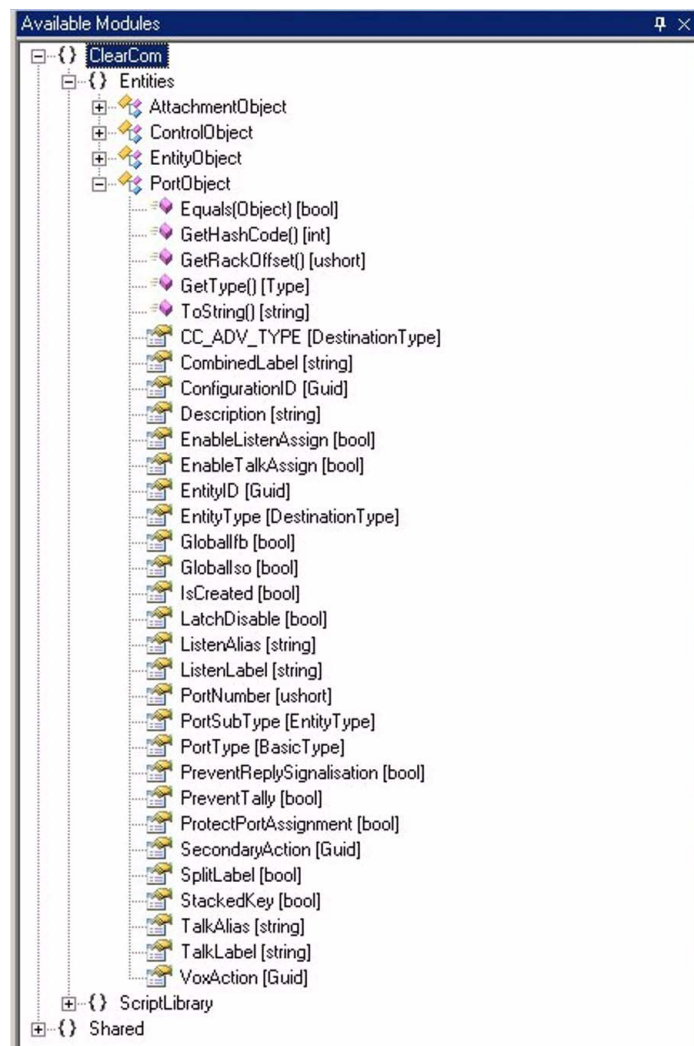 Available Modules
{} ClearCom
{} Entities
AttachmentObject
ControlObject
EntityObject
PortObject
Equals(Object) [bool]
GetHashCode() [int]
GetRackOffset() [ushort]
GetType() [Type]
ToString() [string]
CC_ADV_TYPE [DestinationType]
CombinedLabel [string]
ConfigurationID [Guid]
Description [string]
EnableListenAssign [bool]
EnableTalkAssign [bool]
EntityID [Guid]
EntityType [DestinationType]
GlobalIfb [bool]
GlobalIso [bool]
IsCreated [bool]
LatchDisable [bool]
ListenAlias [string]
ListenLabel [string]
PortNumber [ushort]
PortSubType [EntityType]
PortType [BasicType]
PreventReplySignalisation [bool]
PreventTally [bool]
ProtectPortAssignment [bool]
SecondaryAction [Guid]
SplitLabel [bool]
StackedKey [bool]
TalkAlias [string]
TalkLabel [string]
VoxAction [Guid]
{} ScriptLibrary
{} Shared